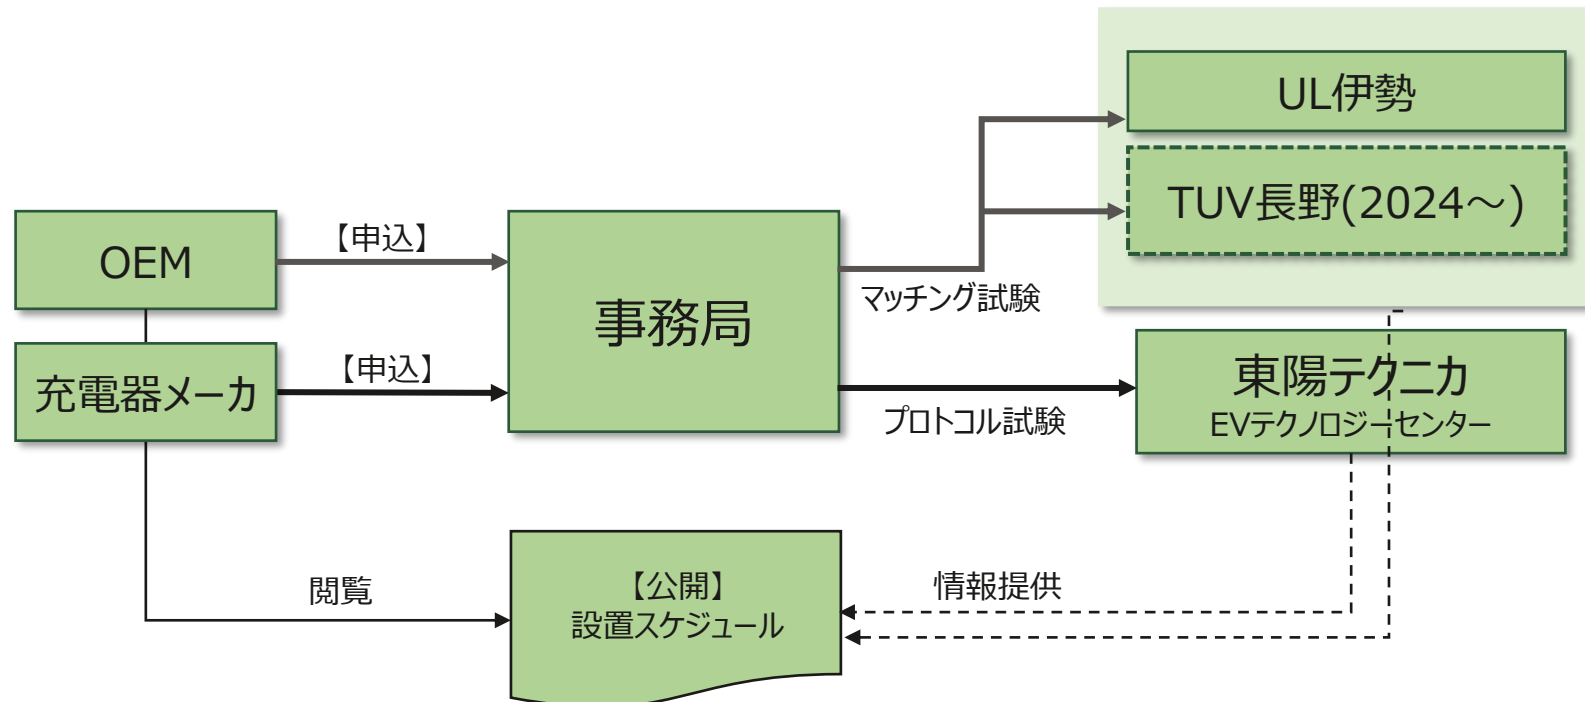 UL伊勢
TUV長野(2024～)
OEM
【申込】
事務局
マッチング試験
充電器メーカ
【申込】
プロトコル試験
東陽テクニカ
EVテクノロジーセンター
閲覧
【公開】
設置スケジュール
情報提供